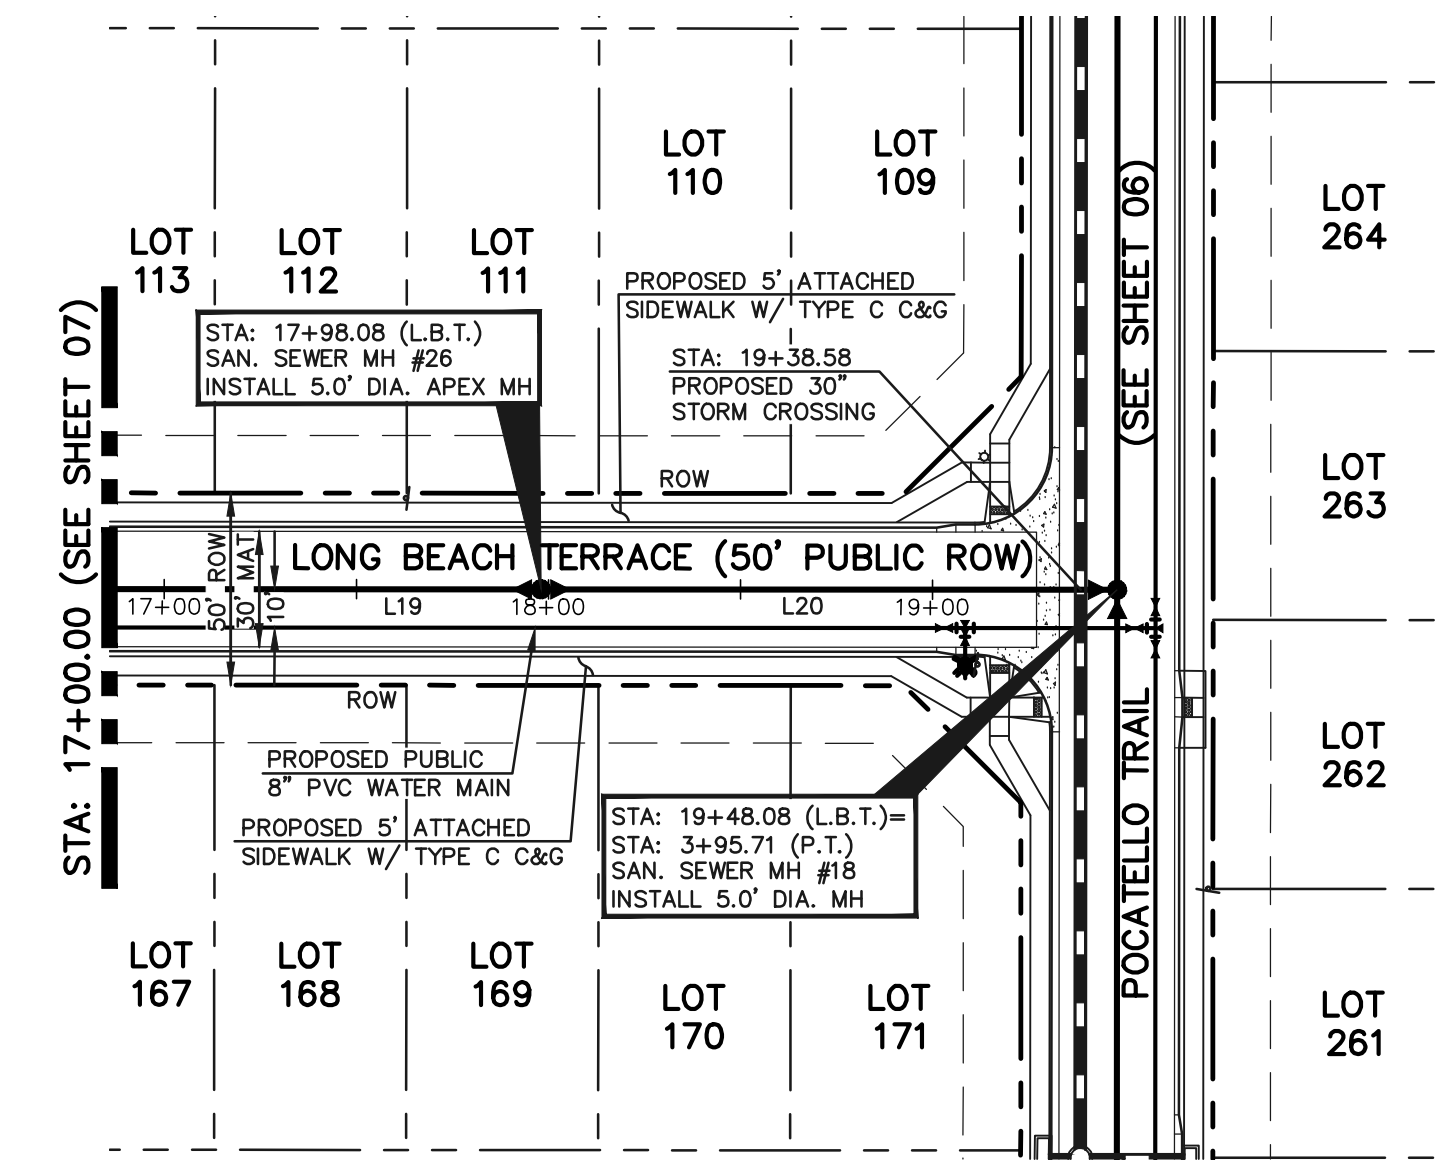 LOT
110
LOT
109
(SEE SHEET 06)
LOT
264
LOT
113
LOT
112
LOT
111
PROPOSED 5' ATTACHED
SIDEWALK W/ TYPE C C&G
STA: 17+98.08 (L.B.T.)
SAN. SEWER MH #26
INSTALL 5.0' DIA. APEX MH
STA: 19+38.58
PROPOSED 30"
STORM CROSSING
STA: 17+00.00 (SEE SHEET 07)
ROW
LOT
263
50' ROW
30' MAT
10'
LONG BEACH TERRACE (50' PUBLIC ROW)
17+00
L19
18+00
L20
19+00
ROW
PROPOSED PUBLIC
8" PVC WATER MAIN
PROPOSED 5' ATTACHED
SIDEWALK W/ TYPE C C&G
STA: 19+48.08 (L.B.T.)=
STA: 3+95.71 (P.T.)
SAN. SEWER MH #18
INSTALL 5.0' DIA. MH
POCATELLO TRAIL
LOT
262
LOT
167
LOT
168
LOT
169
LOT
170
LOT
171
LOT
261